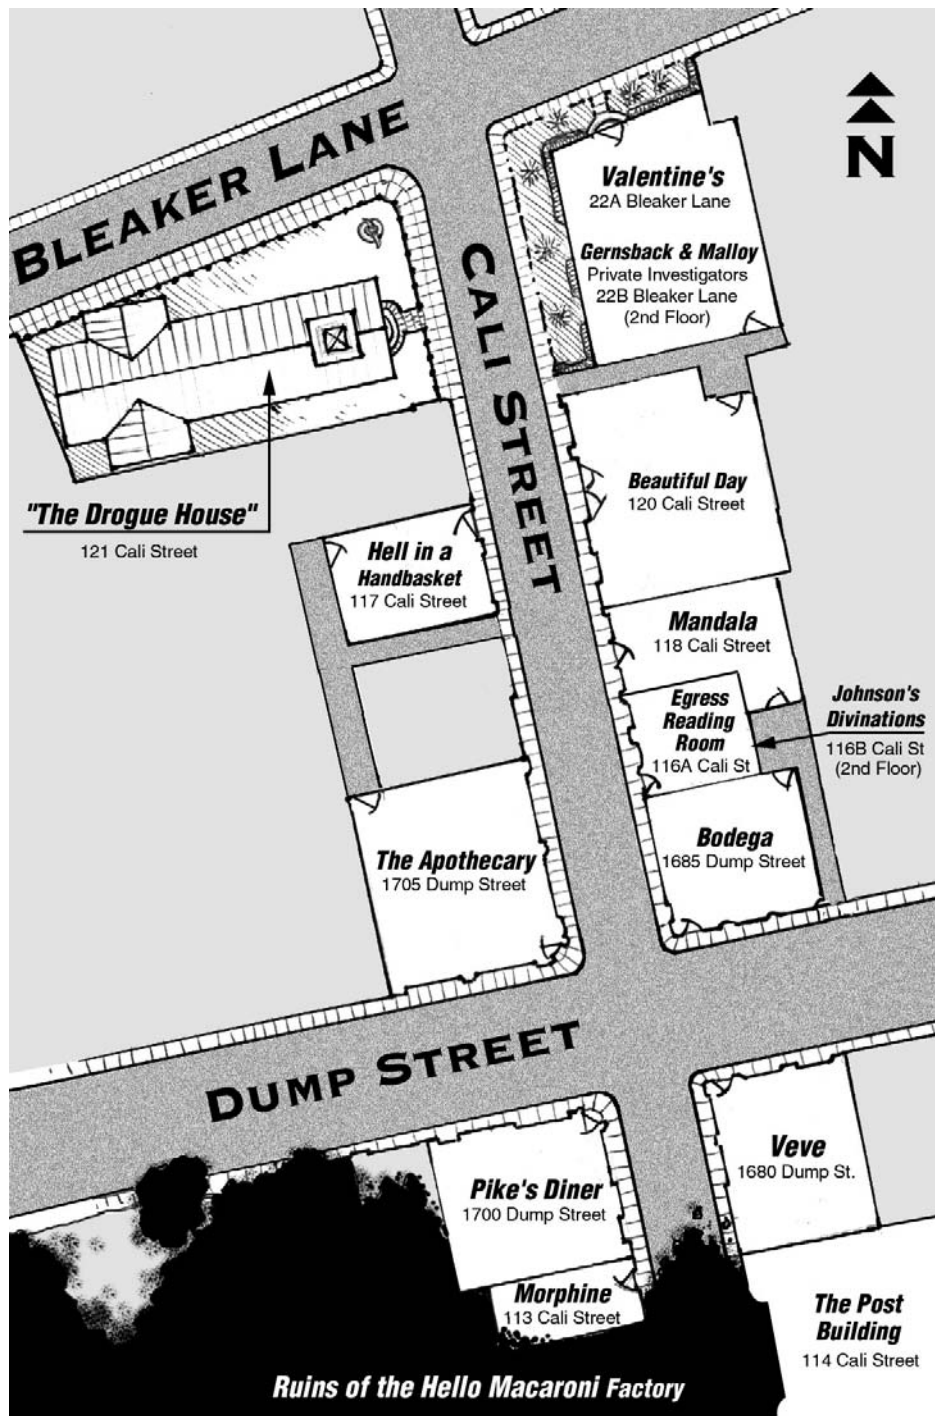 BLEAKER LANE
N
Valentine's
22A Bleaker Lane
Gernsback & Malloy
Private Investigators
22B Bleaker Lane
(2nd Floor)
CALI STREET
"The Drogue House"
121 Cali Street
Beautiful Day
120 Cali Street
Hell in a
Handbasket
117 Cali Street
Mandala
118 Cali Street
Egress
Reading
Room
116A Cali St
Johnson's
Divinations
116B Cali St
(2nd Floor)
The Apothecary
1705 Dump Street
Bodega
1685 Dump Street
DUMP STREET
Veve
1680 Dump St.
Pike's Diner
1700 Dump Street
Morphine
113 Cali Street
The Post
Building
114 Cali Street
Ruins of the Hello Macaroni Factory